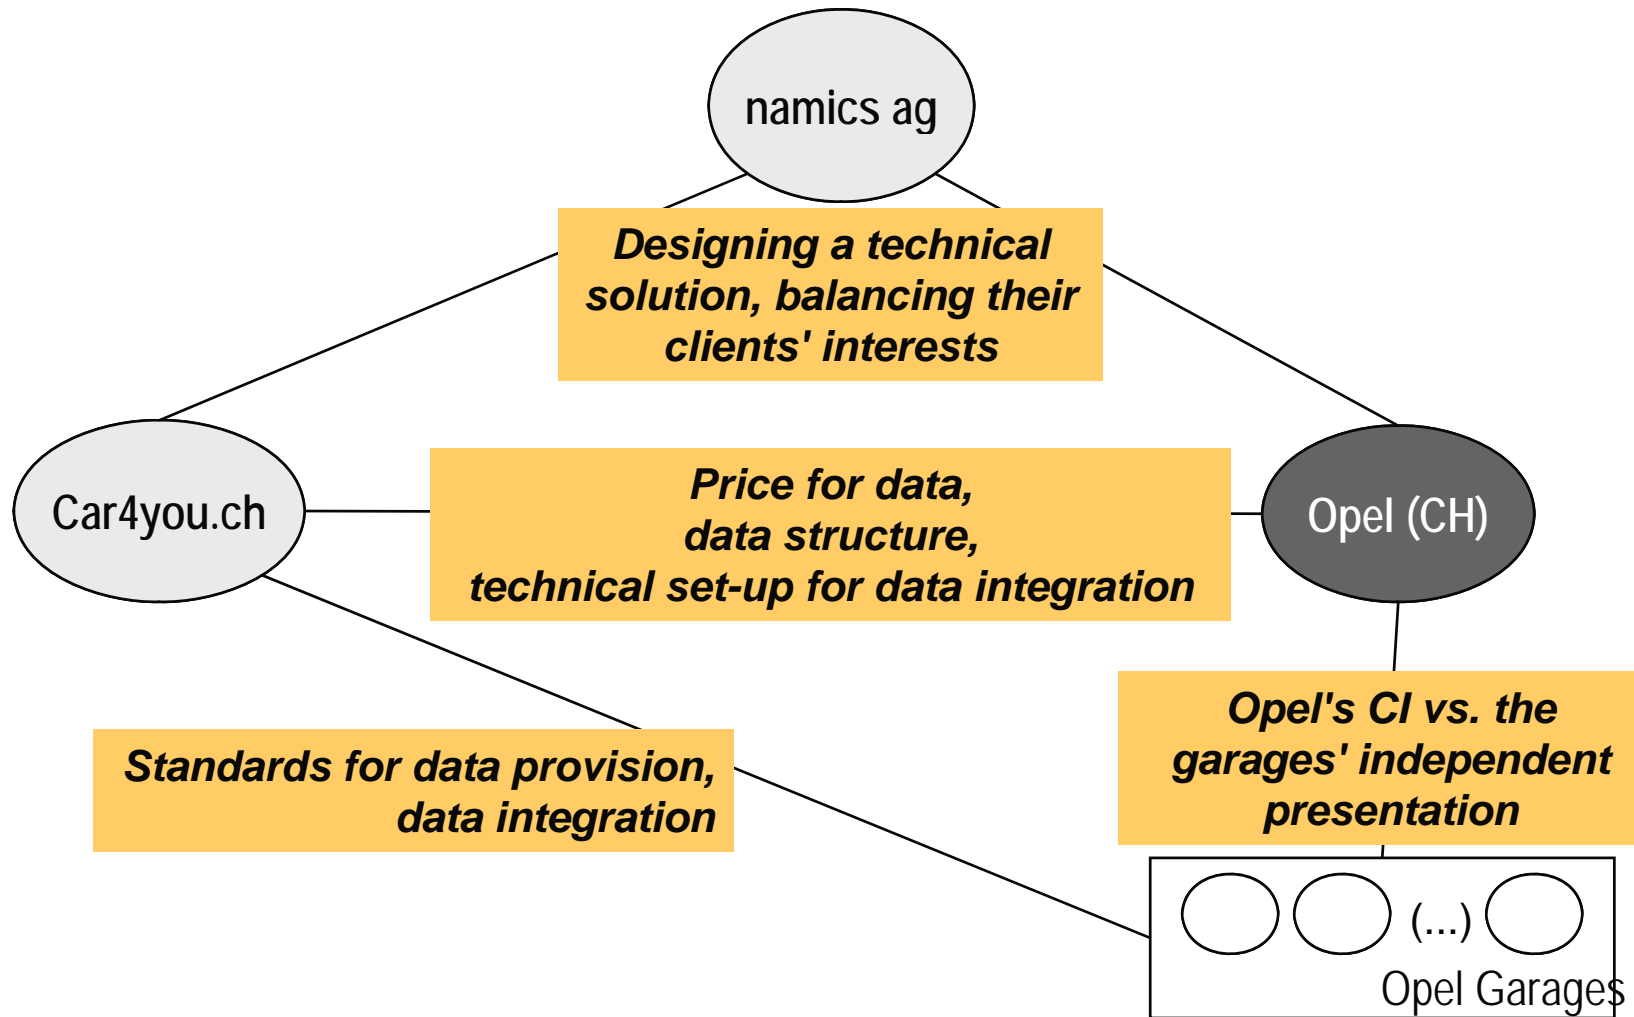 namics ag
Designing a technical
solution, balancing their
clients' interests
Car4you.ch
Price for data,
data structure,
technical set-up for data integration
Opel (CH)
Standards for data provision,
data integration
Opel's CI vs. the
garages' independent
presentation
(...)
Opel Garages